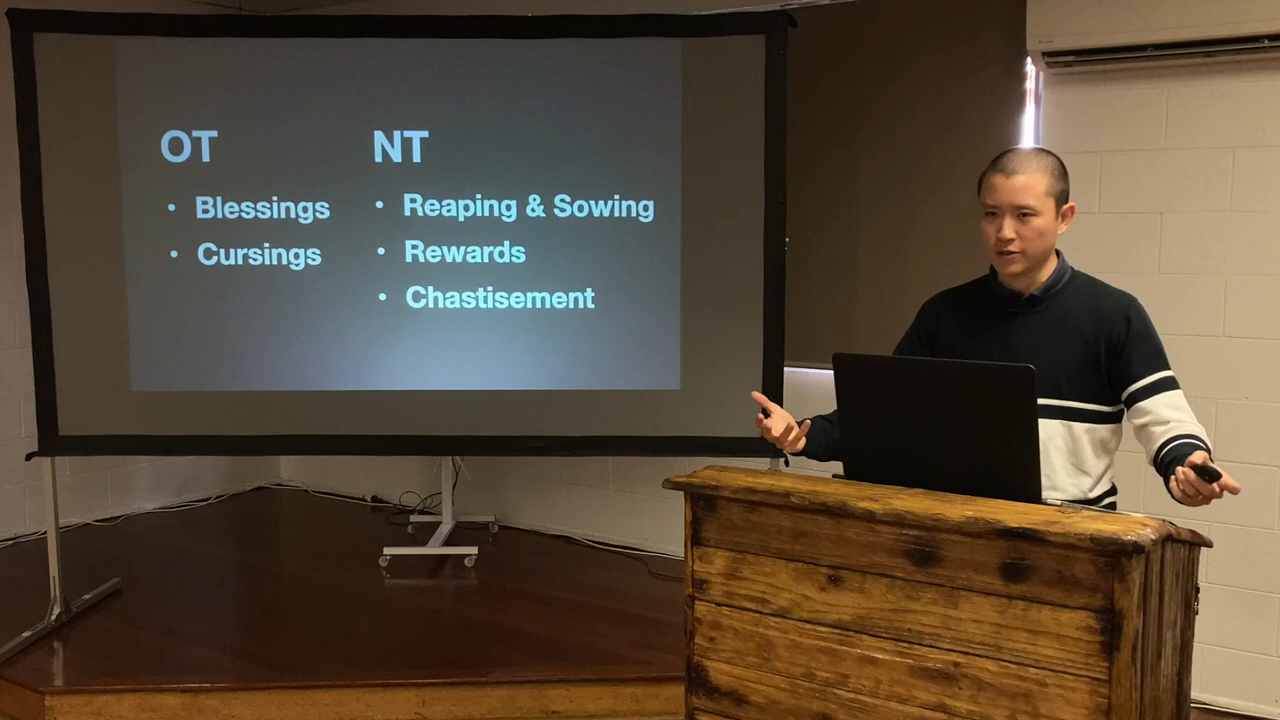 OT
• Blessings
• Cursings
NT
• Reaping & Sowing
• Rewards
• Chastisement